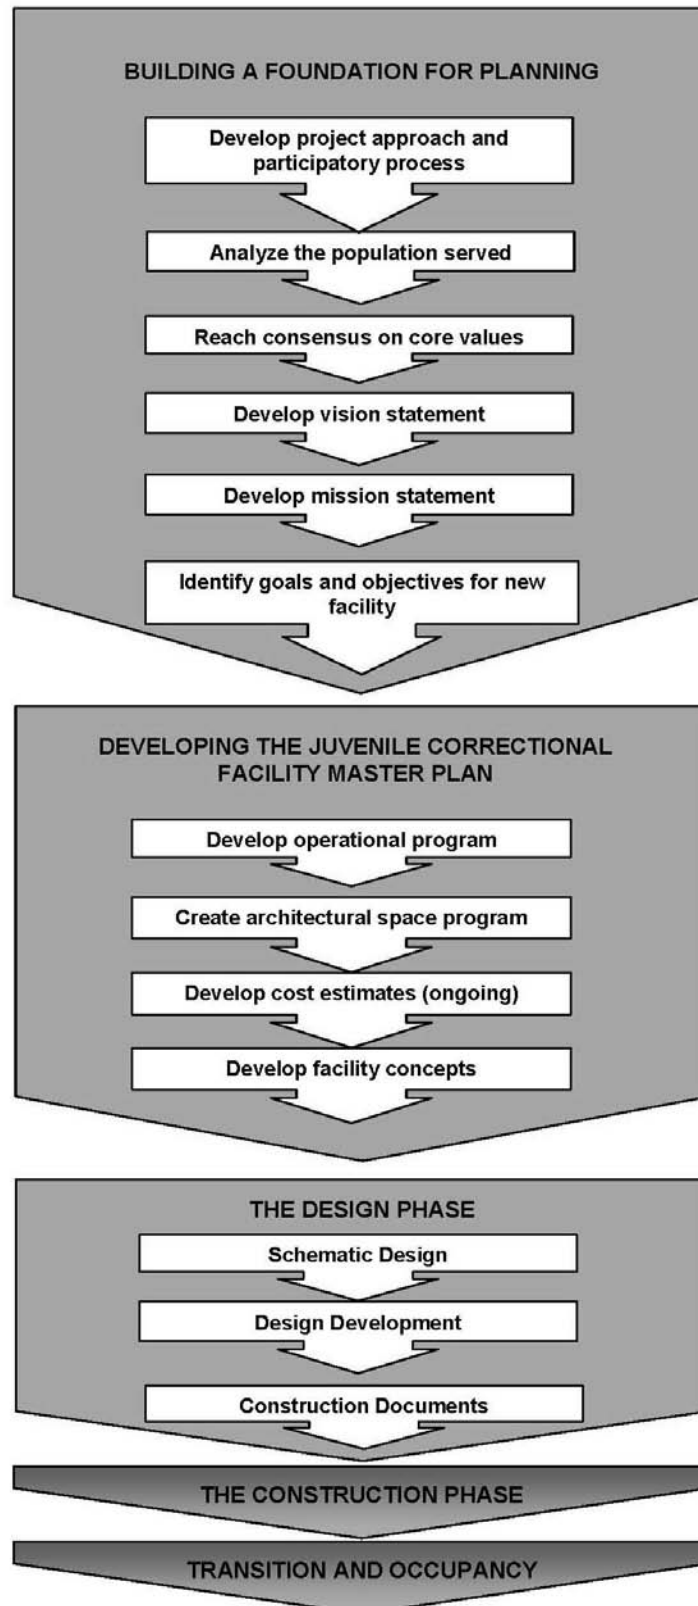 BUILDING A FOUNDATION FOR PLANNING
Develop project approach and
participatory process
Analyze the population served
Reach consensus on core values
Develop vision statement
Develop mission statement
Identify goals and objectives for new
facility
DEVELOPING THE JUVENILE CORRECTIONAL
FACILITY MASTER PLAN
Develop operational program
Create architectural space program
Develop cost estimates (ongoing)
Develop facility concepts
THE DESIGN PHASE
Schematic Design
Design Development
Construction Documents
THE CONSTRUCTION PHASE
TRANSITION AND OCCUPANCY